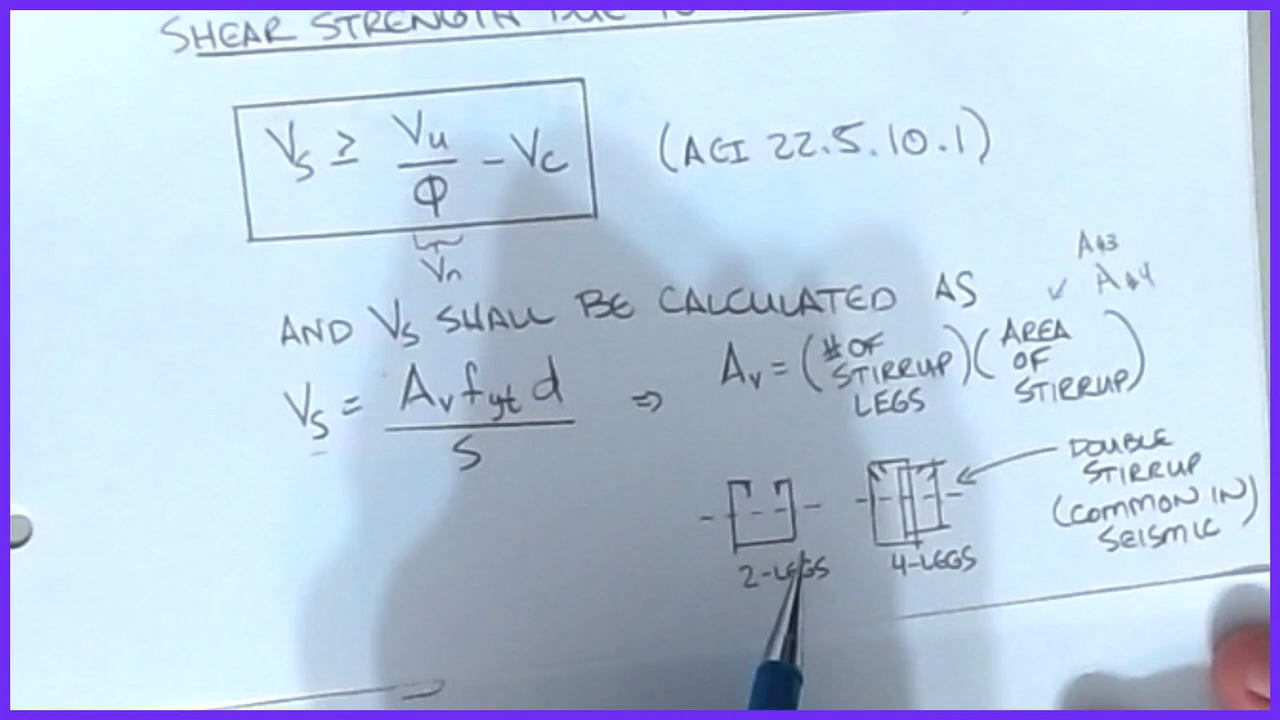 SHEAR STRENGTH DUE TO
Vs ≥ Vu/Φ - Vc (ACI 22.5.10.1)
Vn
AND Vs SHALL BE CALCULATED AS
A#3
A#4
Vs = Av fyt d / S ⇒ Av = (# OF STIRRUP LEGS)(AREA OF STIRRUP)
2-LEGS
4-LEGS
DOUBLE
STIRRUP
(COMMON IN)
SEISMIC